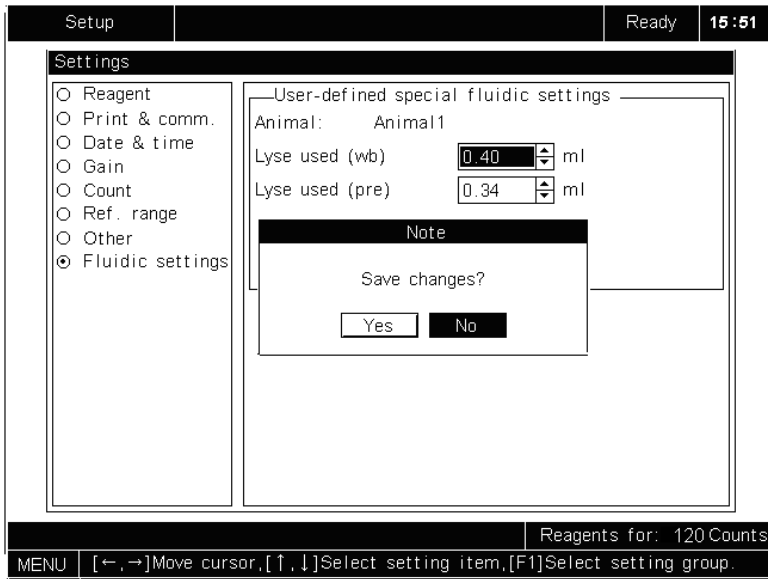 Setup Ready 15:51
Settings
Reagent
Print & comm.
Date & time
Gain
Count
Ref. range
Other
Fluidic settings
User-defined special fluidic settings
Animal: Animal1
Lyse used (wb) 0.40 ml
Lyse used (pre) 0.34 ml
Note
Save changes?
Yes No
Reagents for: 120 Counts
MENU [←,→]Move cursor,[↑,↓]Select setting item,[F1]Select setting group.